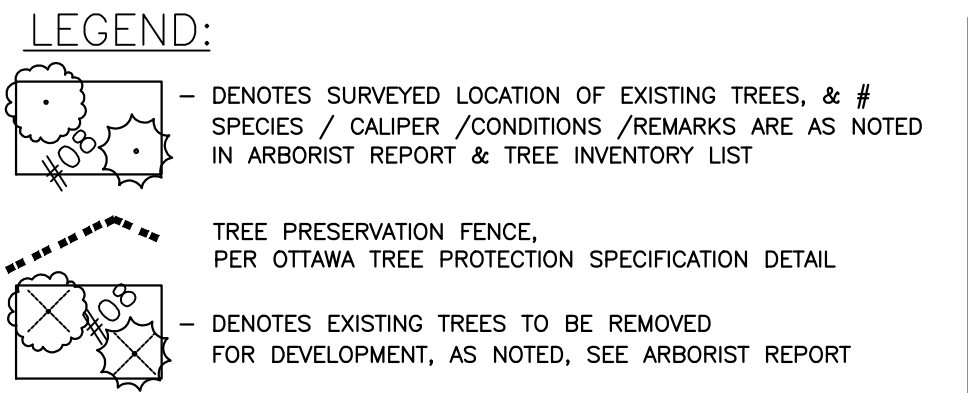 LEGEND:
#08
– DENOTES SURVEYED LOCATION OF EXISTING TREES, & #
SPECIES / CALIPER /CONDITIONS /REMARKS ARE AS NOTED
IN ARBORIST REPORT & TREE INVENTORY LIST
TREE PRESERVATION FENCE,
PER OTTAWA TREE PROTECTION SPECIFICATION DETAIL
#08
– DENOTES EXISTING TREES TO BE REMOVED
FOR DEVELOPMENT, AS NOTED, SEE ARBORIST REPORT